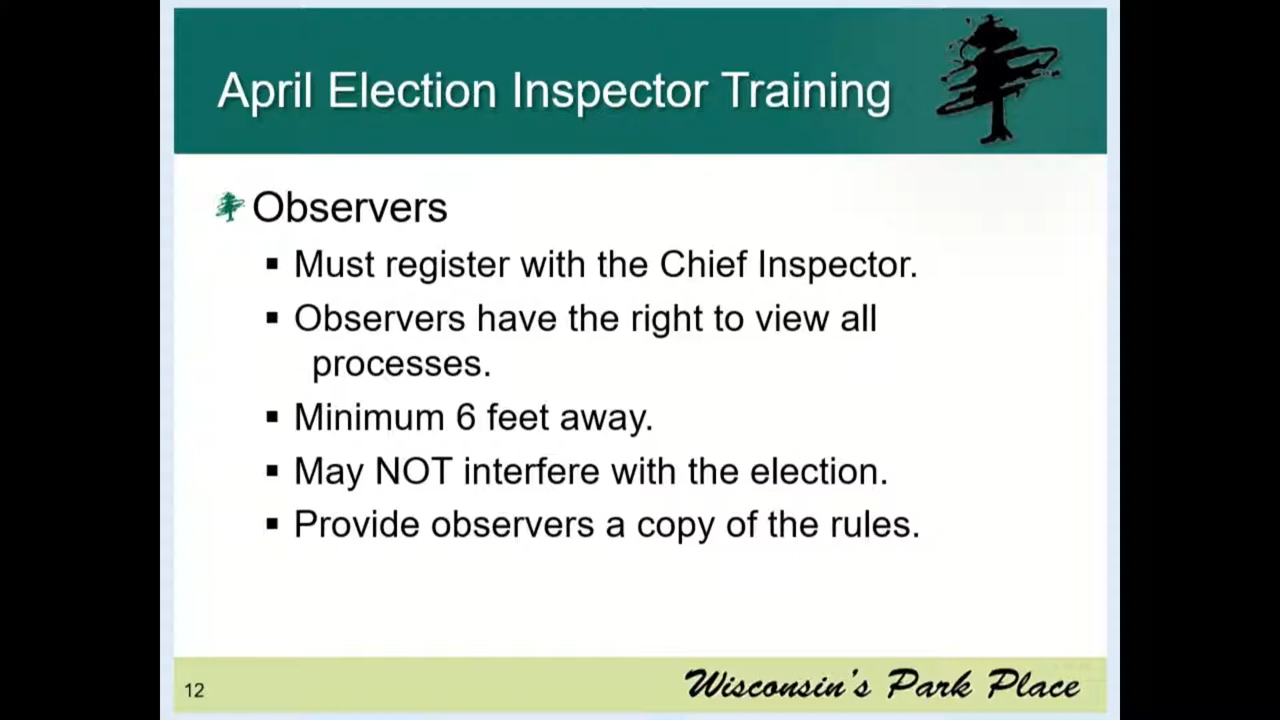 April Election Inspector Training
Observers
▪ Must register with the Chief Inspector.
▪ Observers have the right to view all
processes.
▪ Minimum 6 feet away.
▪ May NOT interfere with the election.
▪ Provide observers a copy of the rules.
12
Wisconsin's Park Place